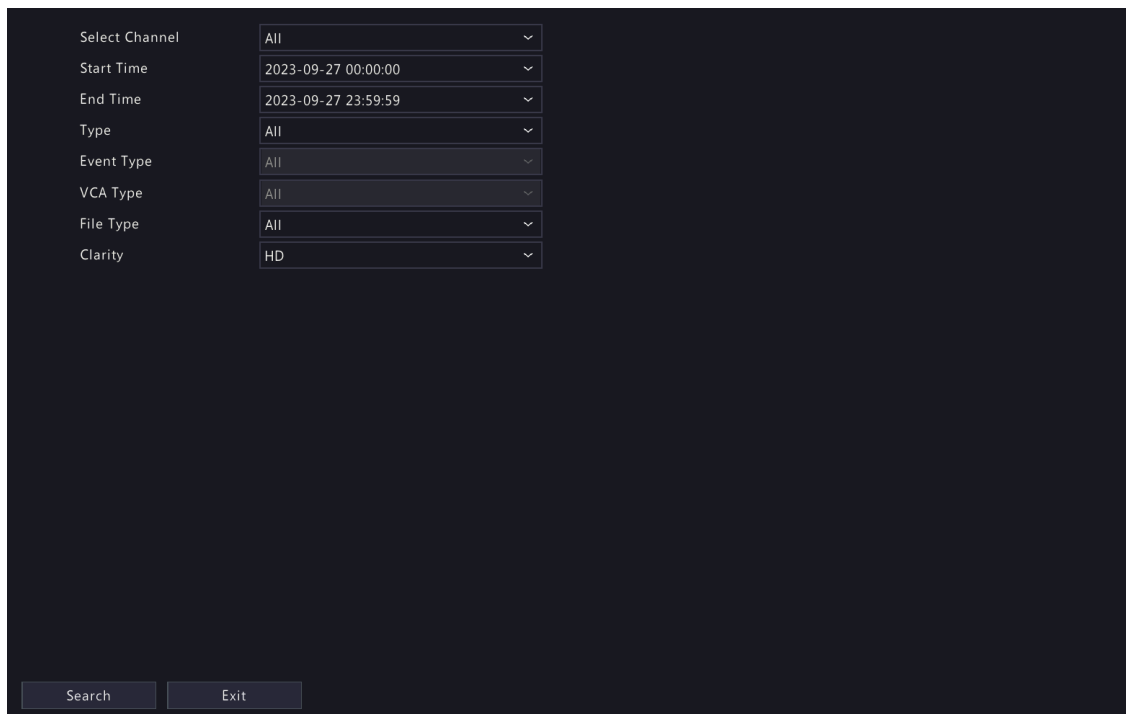 Select Channel All
Start Time 2023-09-27 00:00:00
End Time 2023-09-27 23:59:59
Type All
Event Type All
VCA Type All
File Type All
Clarity HD
Search Exit